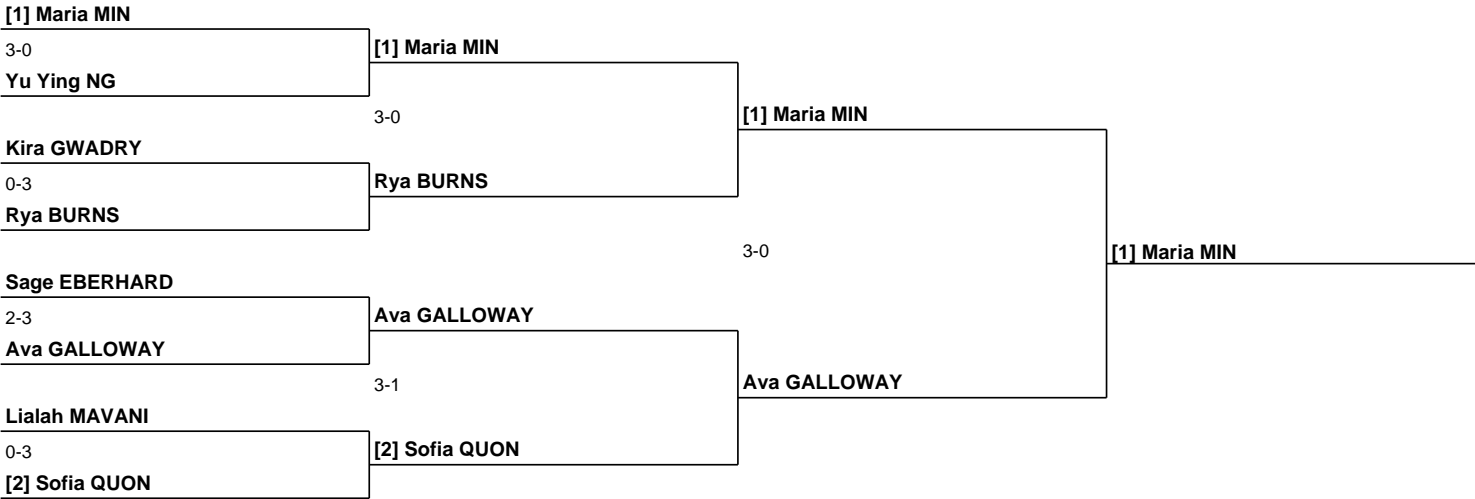 [1] Maria MIN
3-0
[1] Maria MIN
Yu Ying NG
3-0
[1] Maria MIN
Kira GWADRY
0-3
Rya BURNS
Rya BURNS
3-0
[1] Maria MIN
Sage EBERHARD
2-3
Ava GALLOWAY
Ava GALLOWAY
3-1
Ava GALLOWAY
Lialah MAVANI
0-3
[2] Sofia QUON
[2] Sofia QUON